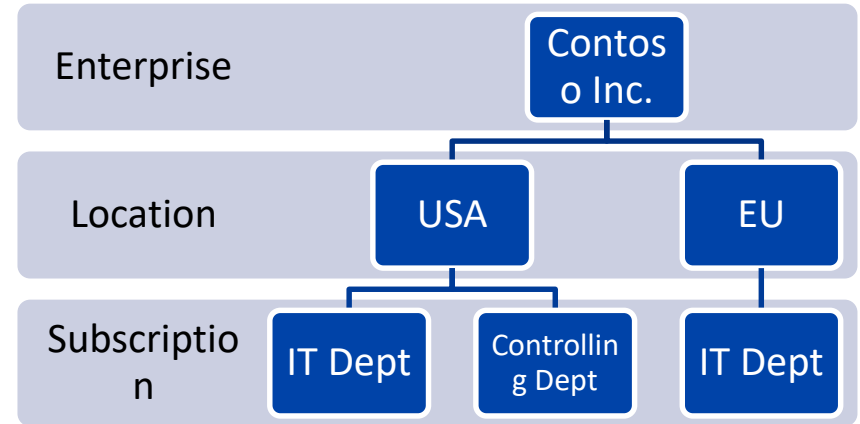 Enterprise
Contos
o Inc.
Location
USA
EU
Subscriptio
n
IT Dept
Controllin
g Dept
IT Dept